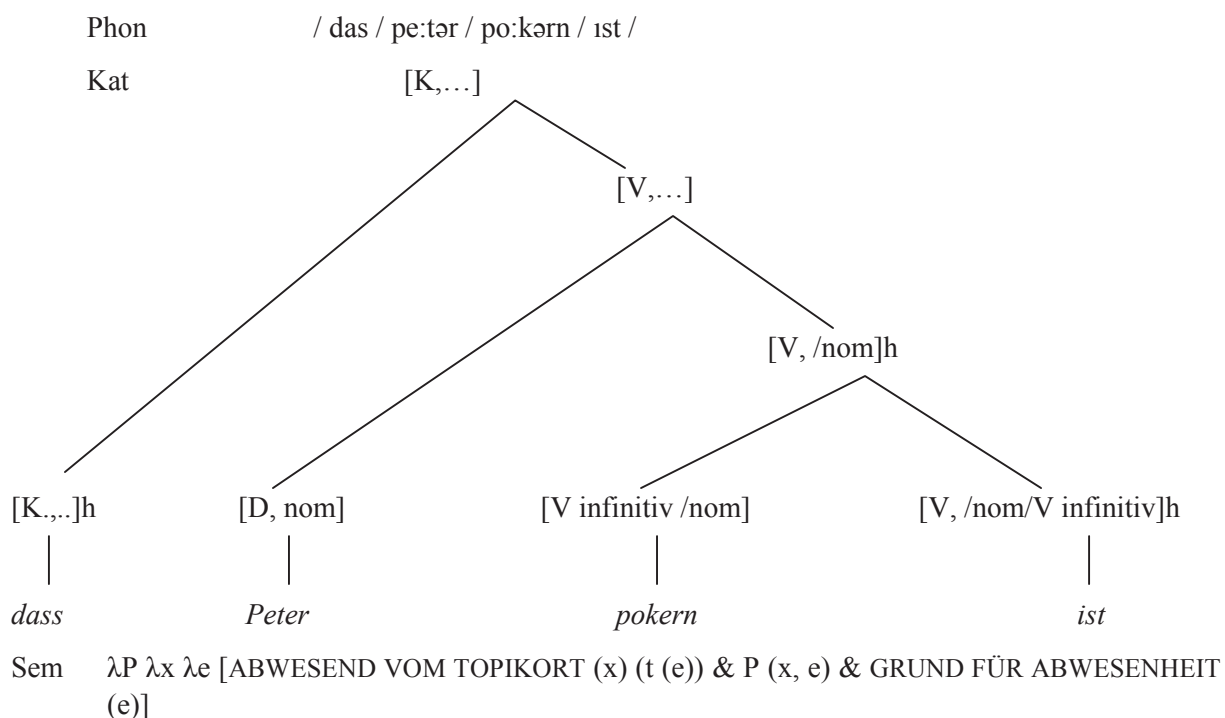 Phon / das / pe:tər / po:kərn / ɪst /
Kat [K,…]
[V,…]
[V, /nom]h
[K.,..]h [D, nom] [V infinitiv /nom] [V, /nom/V infinitiv]h
dass Peter pokern ist
Sem λP λx λe [ABWESEND VOM TOPIKORT (x) (t (e)) & P (x, e) & GRUND FÜR ABWESENHEIT
(e)]